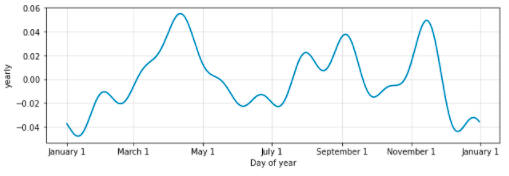 0.06
0.04
0.02
0.00
−0.02
−0.04
yearly
January 1 March 1 May 1 July 1 September 1 November 1 January 1
Day of year